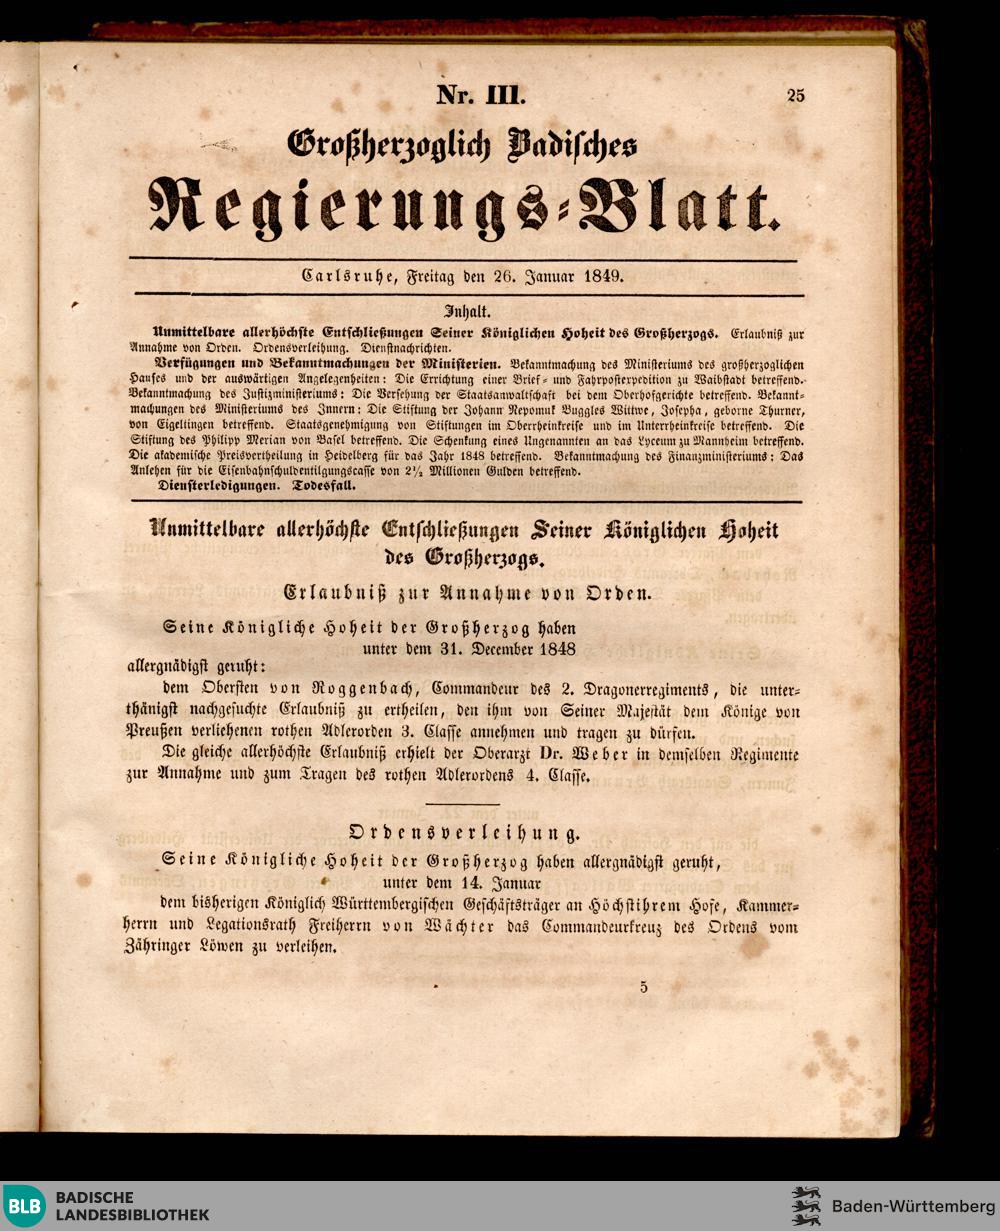 Nr. III.
25
Großherzoglich Badisches
Regierungs-Blatt.
Carlsruhe, Freitag den 26. Januar 1849.
Inhalt.
Unmittelbare allerhöchste Entschließungen Seiner Königlichen Hoheit des Großherzogs. Erlaubniß zur
Annahme von Orden. Ordensverleihung. Dienstnachrichten.
Verfügungen und Bekanntmachungen der Ministerien. Bekanntmachung des Ministeriums des großherzoglichen
Hauses und der auswärtigen Angelegenheiten: Die Errichtung einer Brief- und Fahrpostexpedition zu Waibstadt betreffend.
Bekanntmachung des Justizministeriums: Die Versehung der Staatsanwaltschaft bei dem Oberhofgerichte betreffend. Bekannt-
machungen des Ministeriums des Innern: Die Stiftung der Johann Nepomuk Buggles Wittwe, Josepha, geborne Thurner,
von Eigeltingen betreffend. Staatsgenehmigung von Stiftungen im Oberrheinkreise und im Unterrheinkreise betreffend. Die
Stiftung des Philipp Merian von Basel betreffend. Die Schenkung eines Ungenannten an das Lyceum zu Mannheim betreffend.
Die akademische Preisvertheilung in Heidelberg für das Jahr 1848 betreffend. Bekanntmachung des Finanzministeriums: Das
Anlehen für die Eisenbahnschuldentilgungscasse von 2½ Millionen Gulden betreffend.
Diensterledigungen. Todesfall.
Unmittelbare allerhöchste Entschließungen Seiner Königlichen Hoheit
des Großherzogs.
Erlaubniß zur Annahme von Orden.
Seine Königliche Hoheit der Großherzog haben
unter dem 31. December 1848
allergnädigst geruht:
dem Obersten von Roggenbach, Commandeur des 2. Dragonerregiments, die unter-
thänigst nachgesuchte Erlaubniß zu ertheilen, den ihm von Seiner Majestät dem Könige von
Preußen verliehenen rothen Adlerorden 3. Classe annehmen und tragen zu dürfen.
Die gleiche allerhöchste Erlaubniß erhielt der Oberarzt Dr. Weber in demselben Regimente
zur Annahme und zum Tragen des rothen Adlerordens 4. Classe.
Ordensverleihung.
Seine Königliche Hoheit der Großherzog haben allergnädigst geruht,
unter dem 14. Januar
dem bisherigen Königlich Württembergischen Geschäftsträger an Höchstihrem Hofe, Kammer-
herrn und Legationsrath Freiherrn von Wächter das Commandeurkreuz des Ordens vom
Zähringer Löwen zu verleihen.
5
BLB BADISCHE
LANDESBIBLIOTHEK
Baden-Württemberg